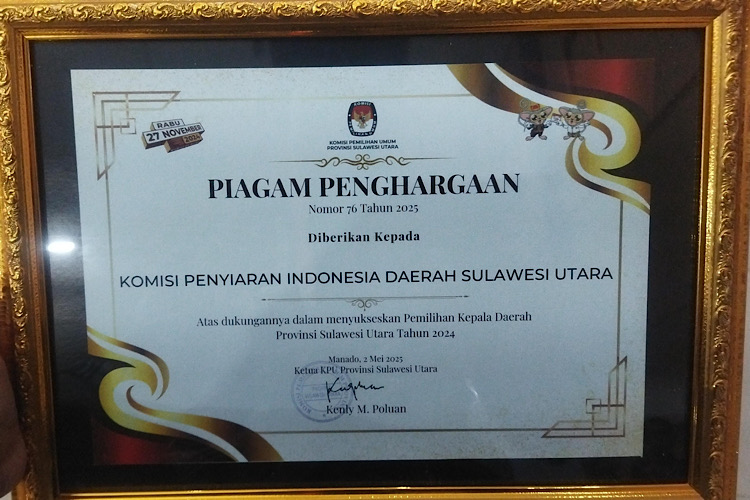 RABU
27 NOVEMBER
2024
KOMISI PEMILIHAN UMUM
PROVINSI SULAWESI UTARA
PIAGAM PENGHARGAAN
Nomor 76 Tahun 2025
Diberikan Kepada
KOMISI PENYIARAN INDONESIA DAERAH SULAWESI UTARA
Atas dukungannya dalam menyukseskan Pemilihan Kepala Daerah
Provinsi Sulawesi Utara Tahun 2024
Manado, 2 Mei 2025
Ketua KPU Provinsi Sulawesi Utara
Kenly M. Poluan